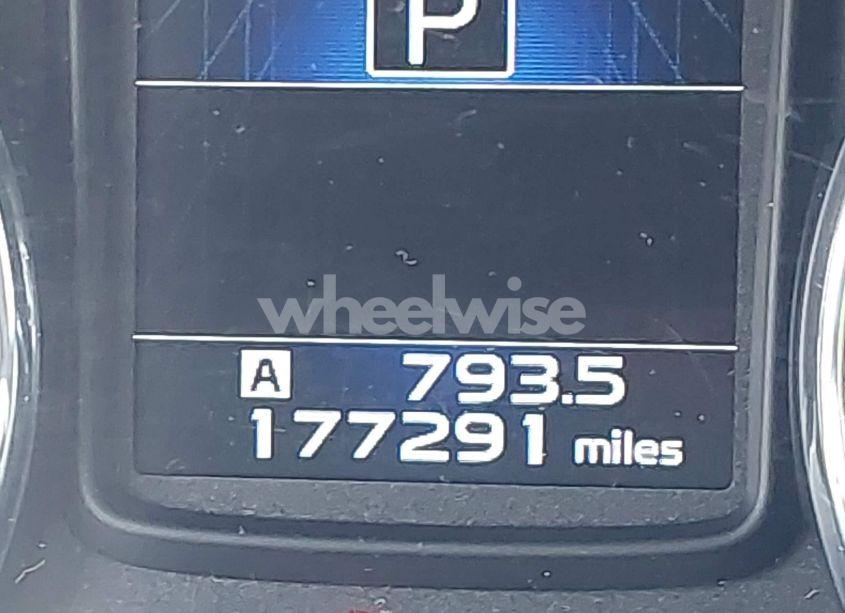 P
wheelwise
A 793.5
177291 miles